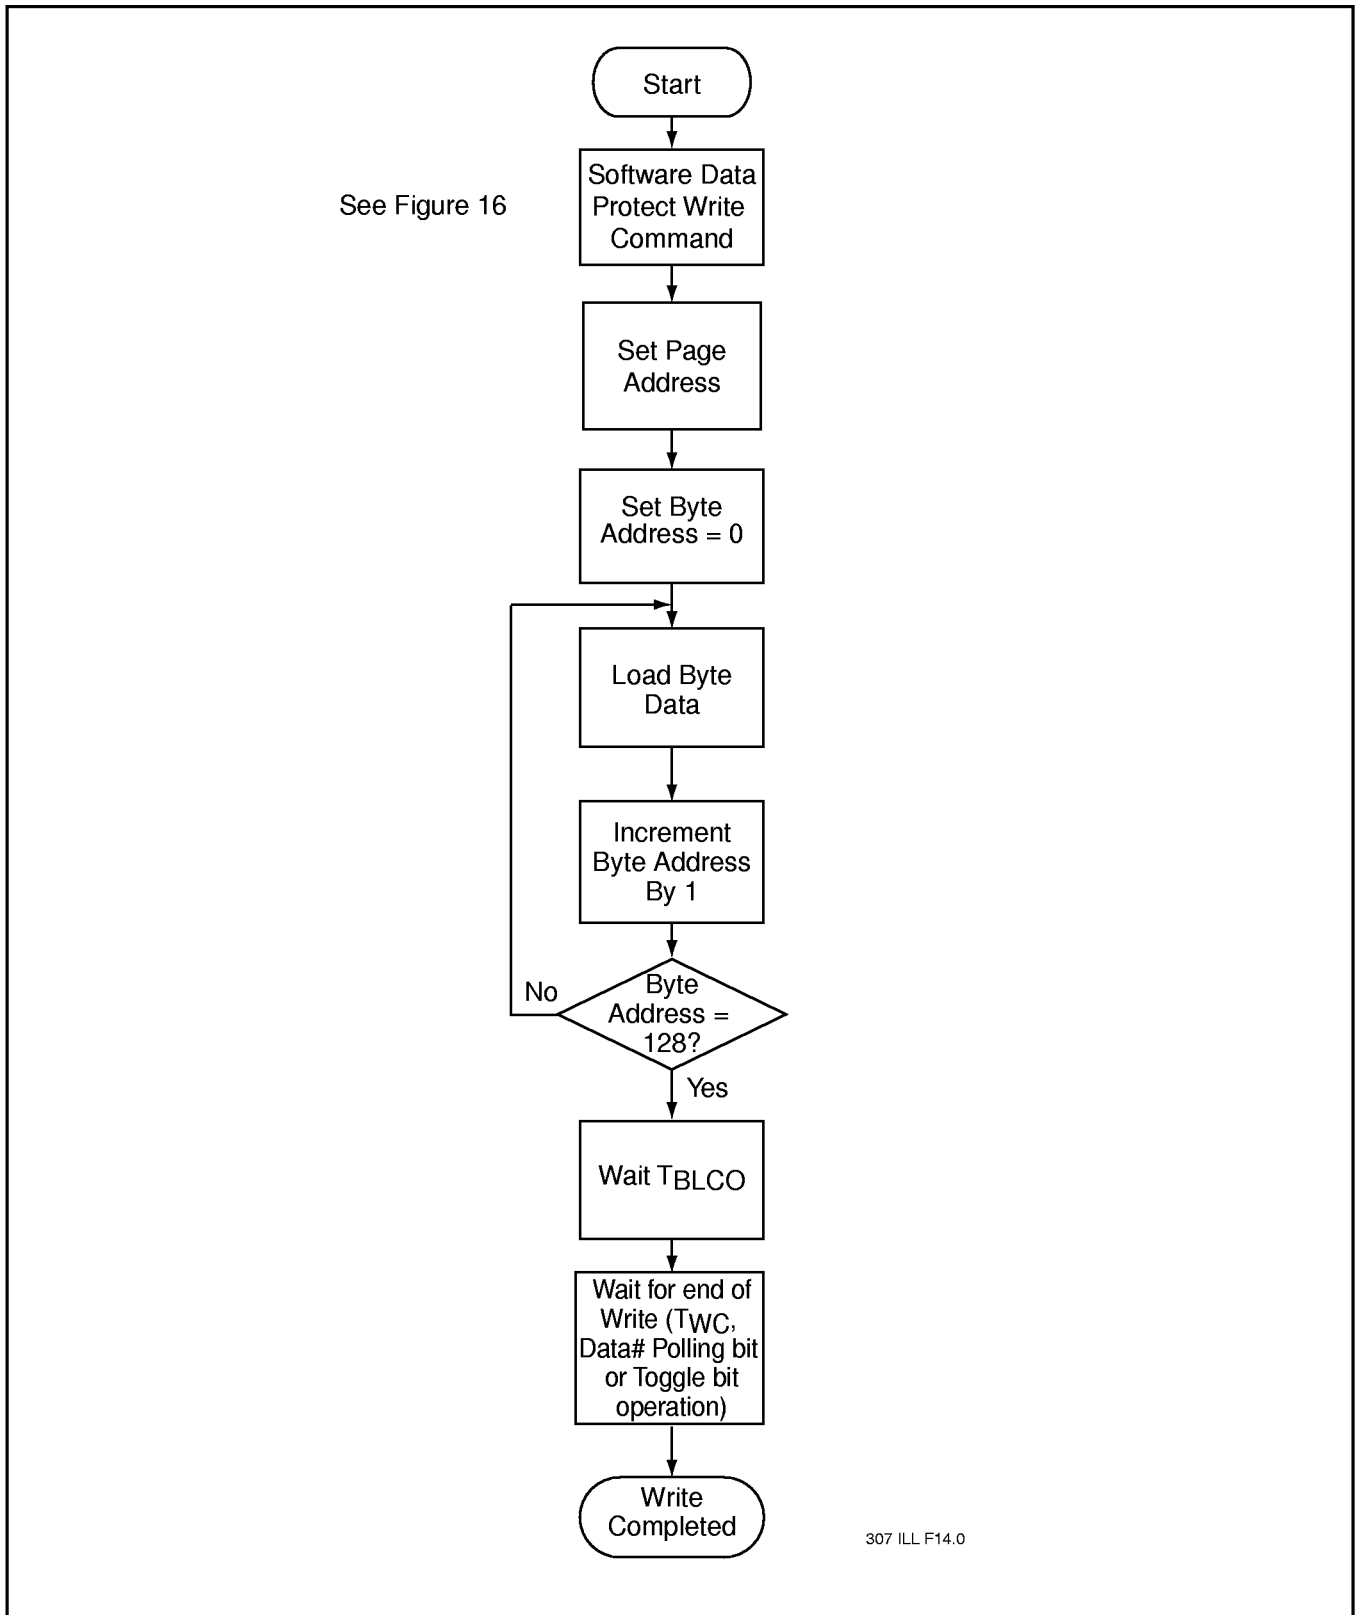 Start
See Figure 16
Software Data
Protect Write
Command
Set Page
Address
Set Byte
Address = 0
Load Byte
Data
Increment
Byte Address
By 1
No
Byte
Address =
128?
Yes
Wait TBLCO
Wait for end of
Write (TWC,
Data# Polling bit
or Toggle bit
operation)
Write
Completed
307 ILL F14.0